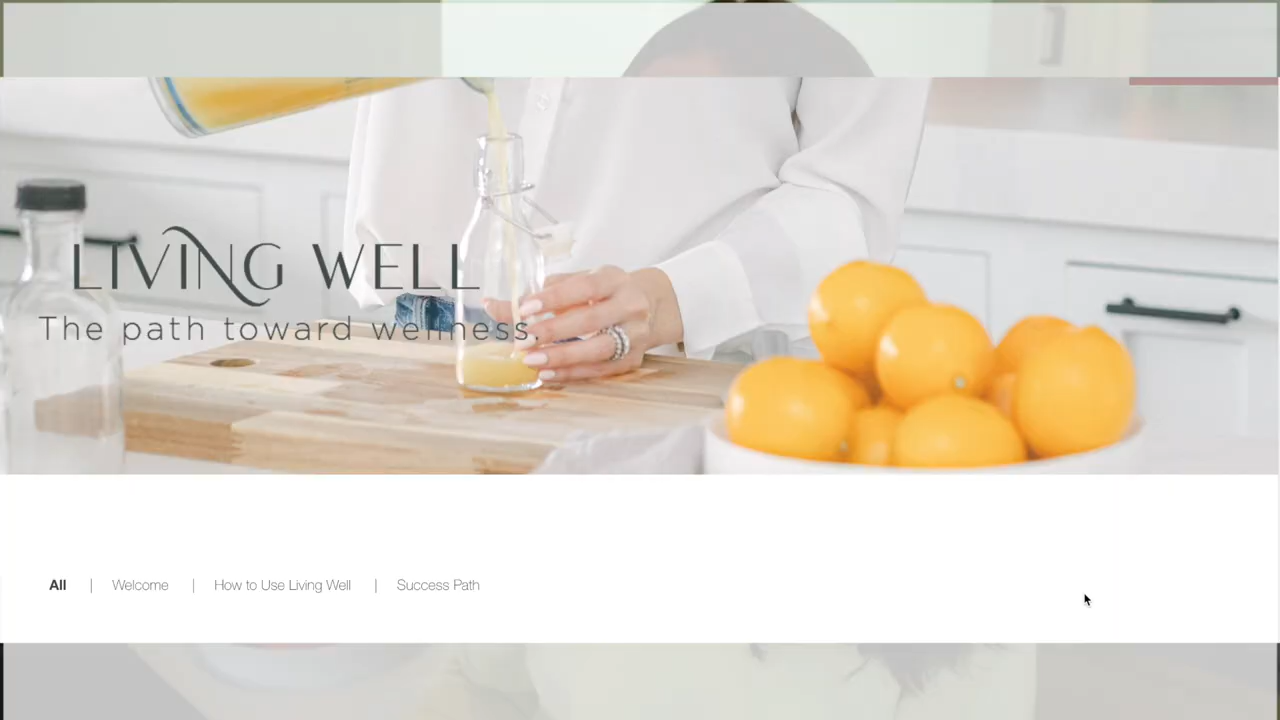 LIVING WELL
The path toward wellness.
All | Welcome | How to Use Living Well | Success Path